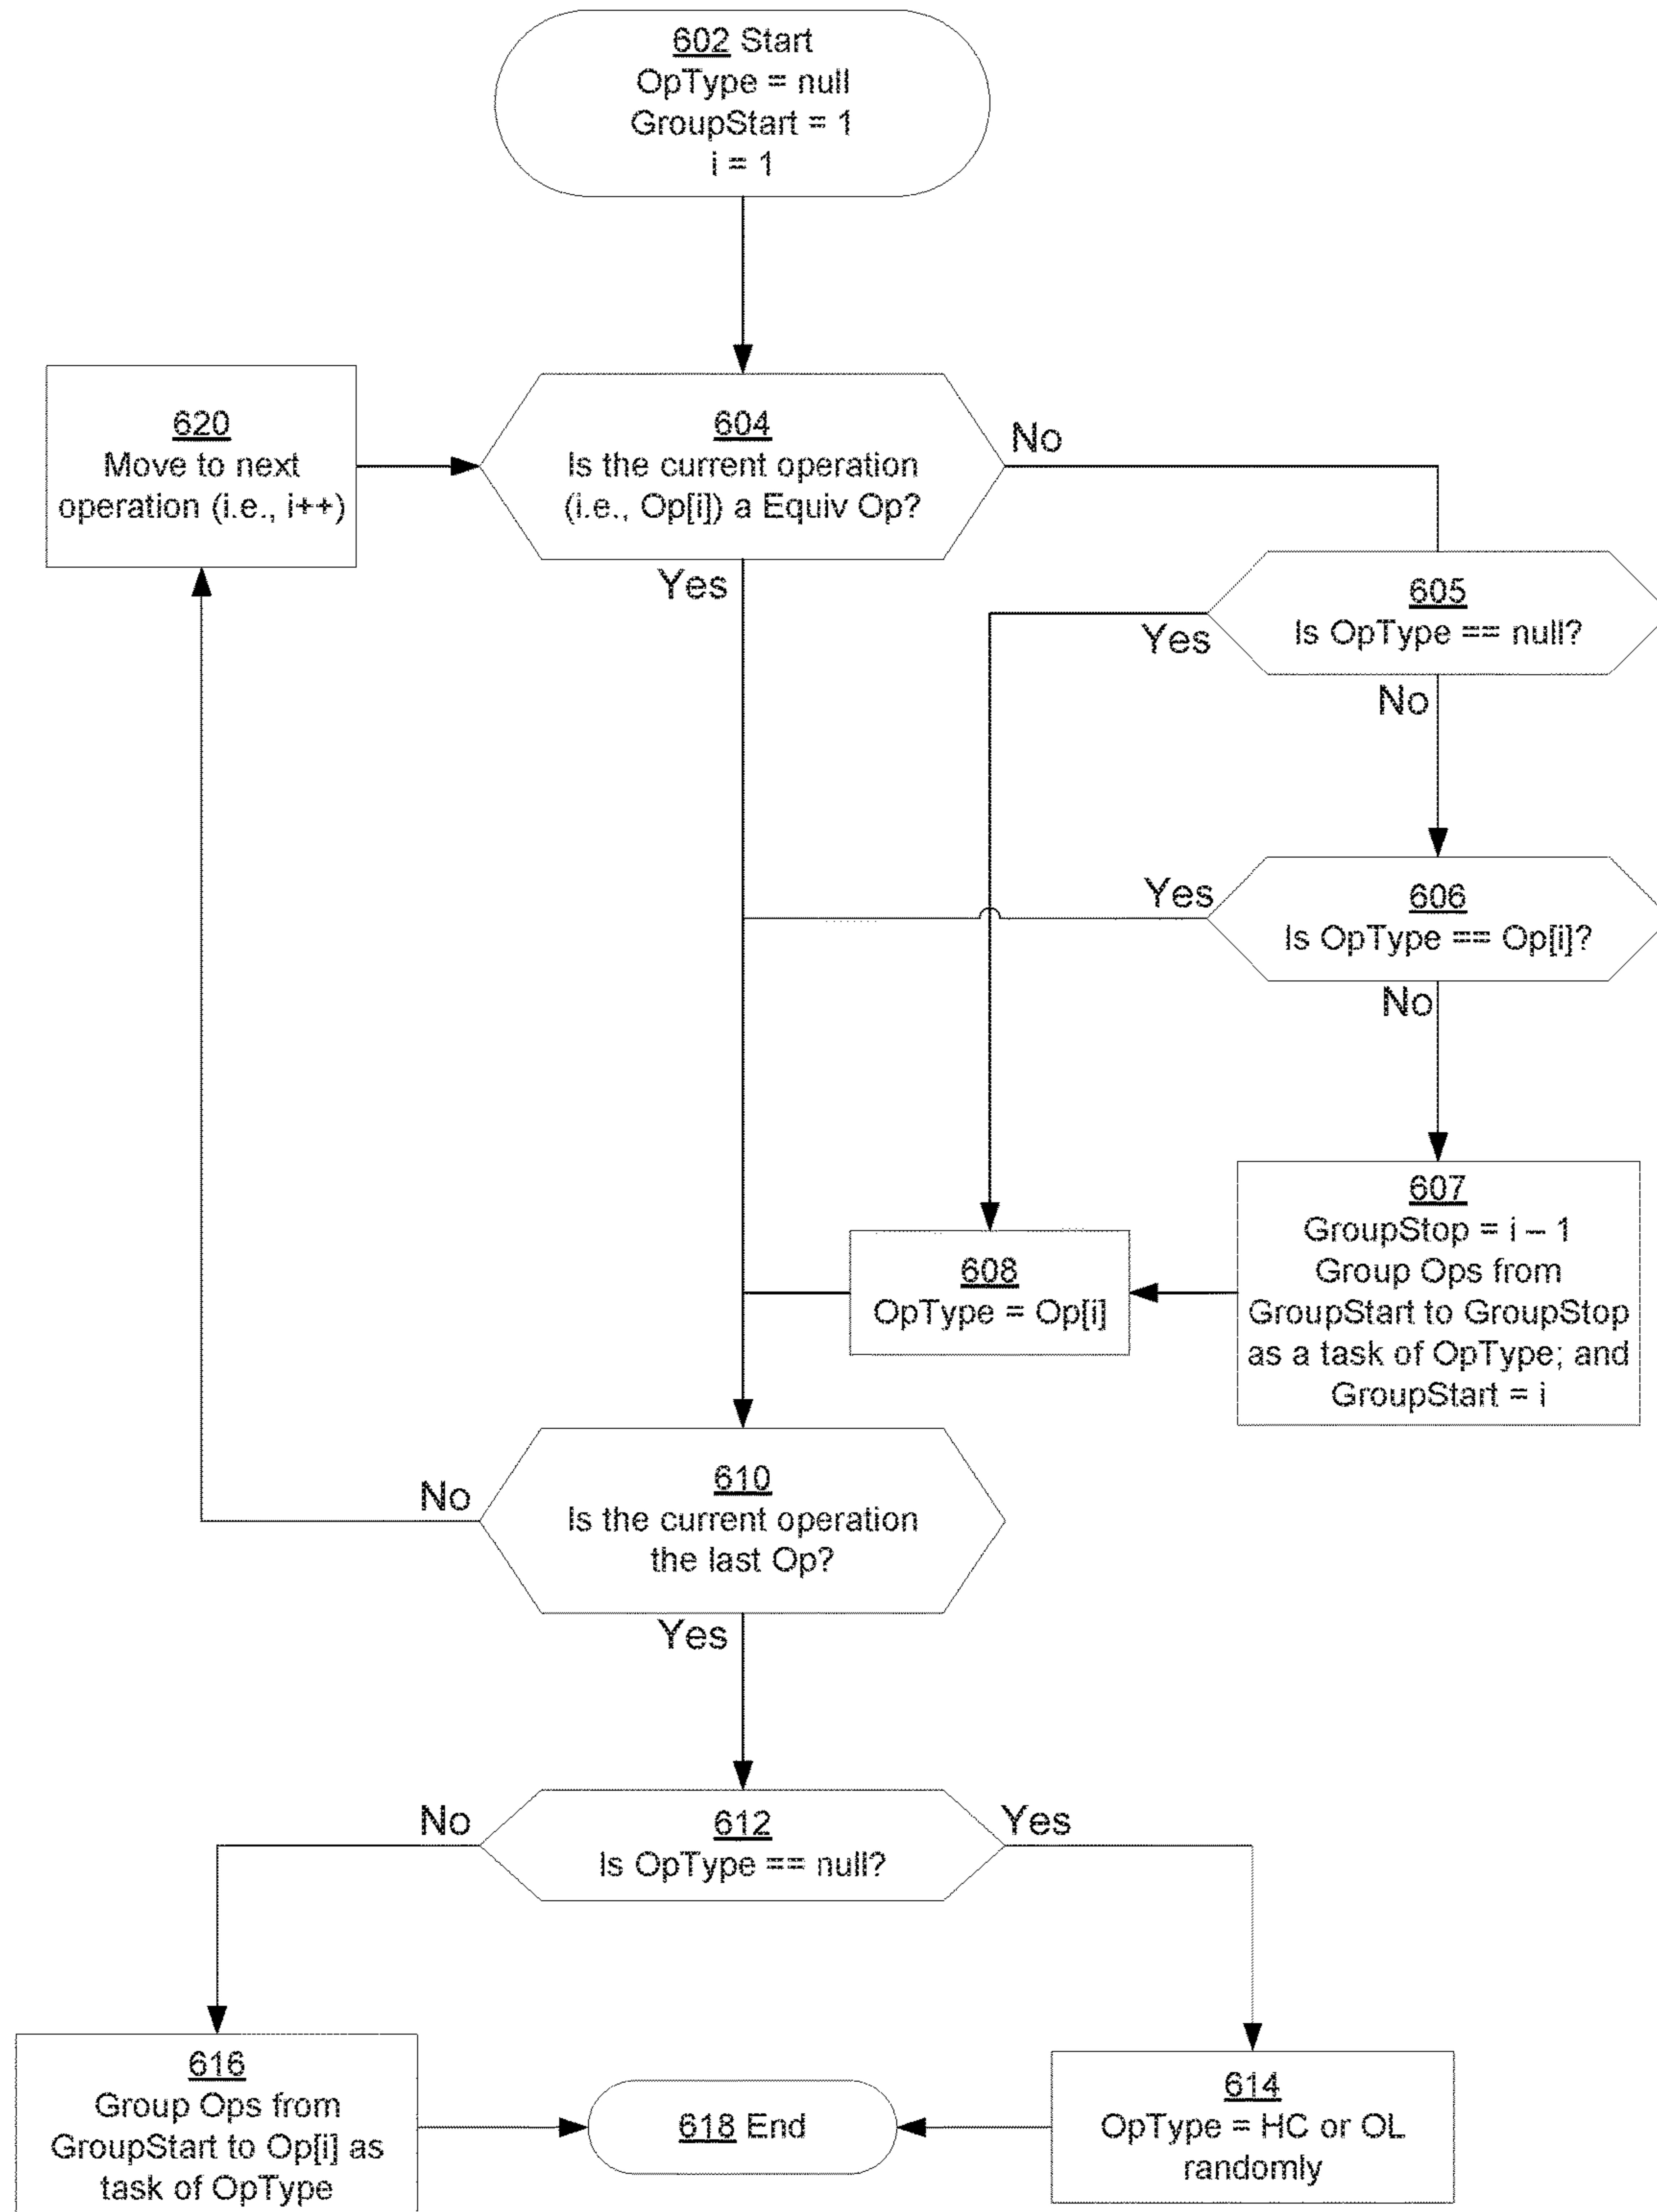 602 Start
OpType = null
GroupStart = 1
i = 1
620
Move to next
operation (i.e., i++)
604
Is the current operation
(i.e., Op[i]) a Equiv Op?
No
Yes
605
Is OpType == null?
Yes
No
606
Is OpType == Op[i]?
Yes
No
607
GroupStop = i – 1
Group Ops from
GroupStart to GroupStop
as a task of OpType; and
GroupStart = i
608
OpType = Op[i]
610
Is the current operation
the last Op?
No
Yes
612
Is OpType == null?
No
Yes
616
Group Ops from
GroupStart to Op[i] as
task of OpType
618 End
614
OpType = HC or OL
randomly